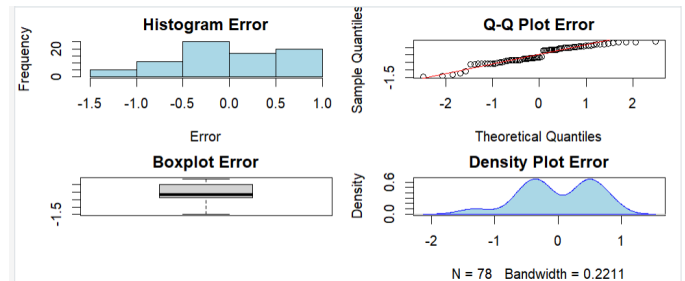 Histogram Error
Frequency
0 20
-1.5 -1.0 -0.5 0.0 0.5 1.0
Error
Q-Q Plot Error
Sample Quantiles
-1.5
-2 -1 0 1 2
Theoretical Quantiles
Boxplot Error
-1.5
Density Plot Error
Density
0.0 0.6
-2 -1 0 1
N = 78 Bandwidth = 0.2211